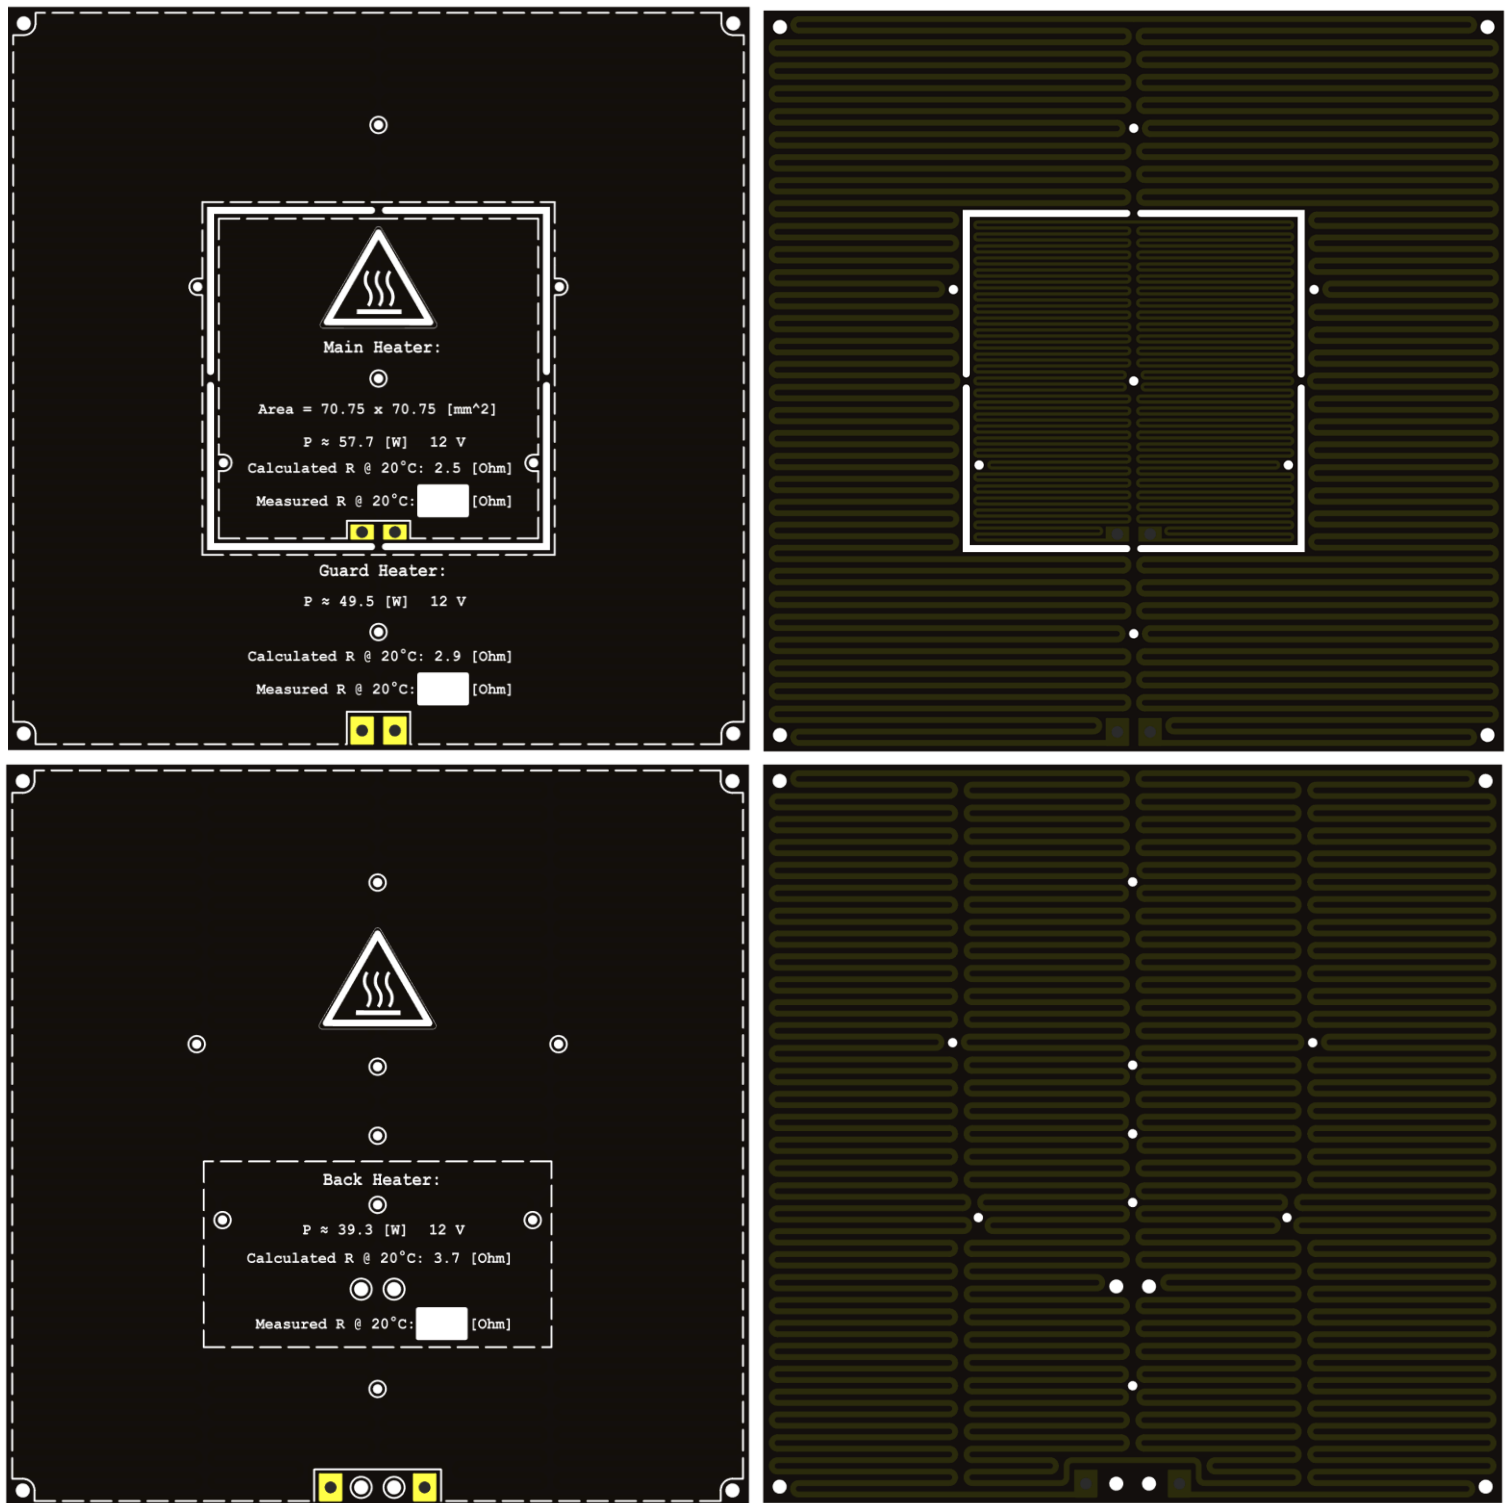 Main Heater:
Area = 70.75 x 70.75 [mm^2]
P ≈ 57.7 [W] 12 V
Calculated R @ 20°C: 2.5 [Ohm]
Measured R @ 20°C: [Ohm]
Guard Heater:
P ≈ 49.5 [W] 12 V
Calculated R @ 20°C: 2.9 [Ohm]
Measured R @ 20°C: [Ohm]
Back Heater:
P ≈ 39.3 [W] 12 V
Calculated R @ 20°C: 3.7 [Ohm]
Measured R @ 20°C: [Ohm]